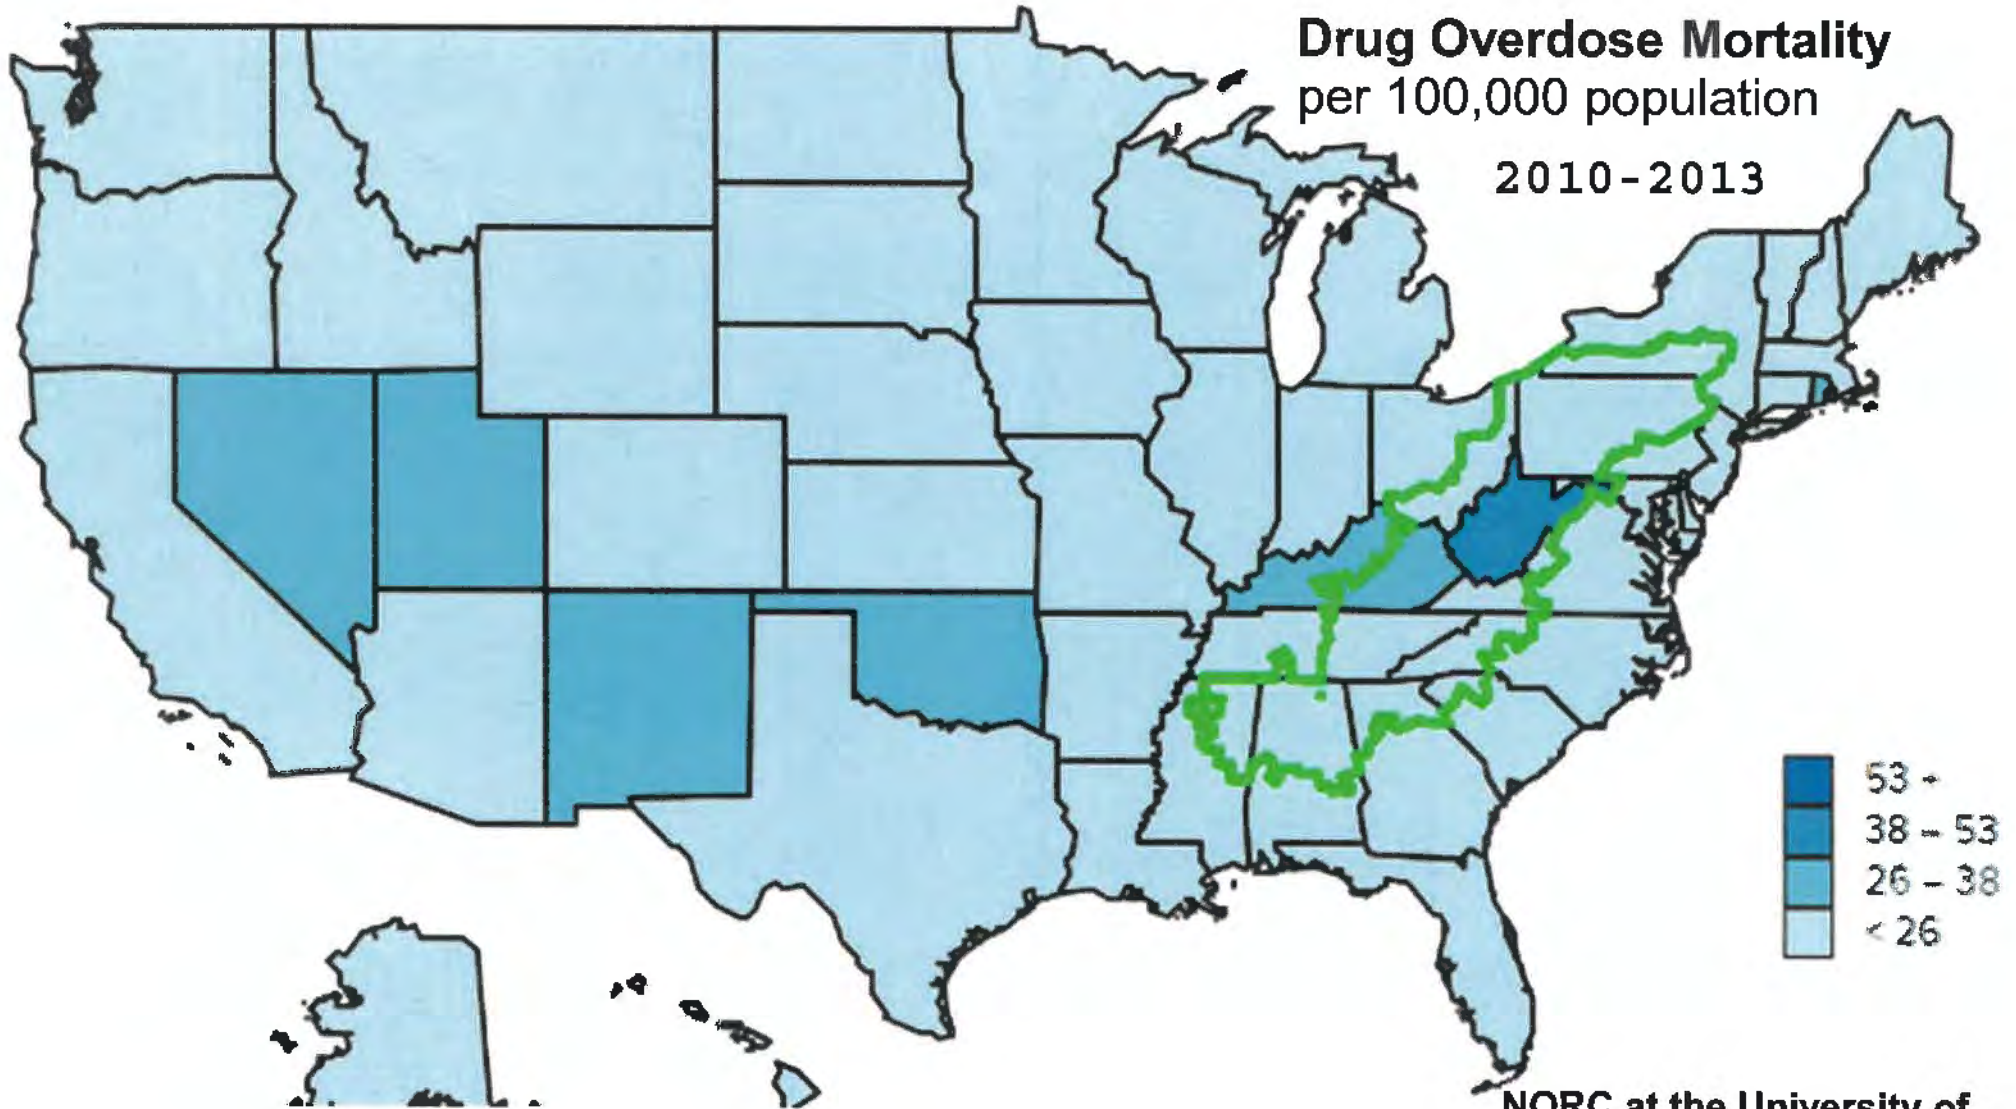 Drug Overdose Mortality
per 100,000 population
2010-2013
53 +
38 – 53
26 – 38
< 26
NORC at the University of